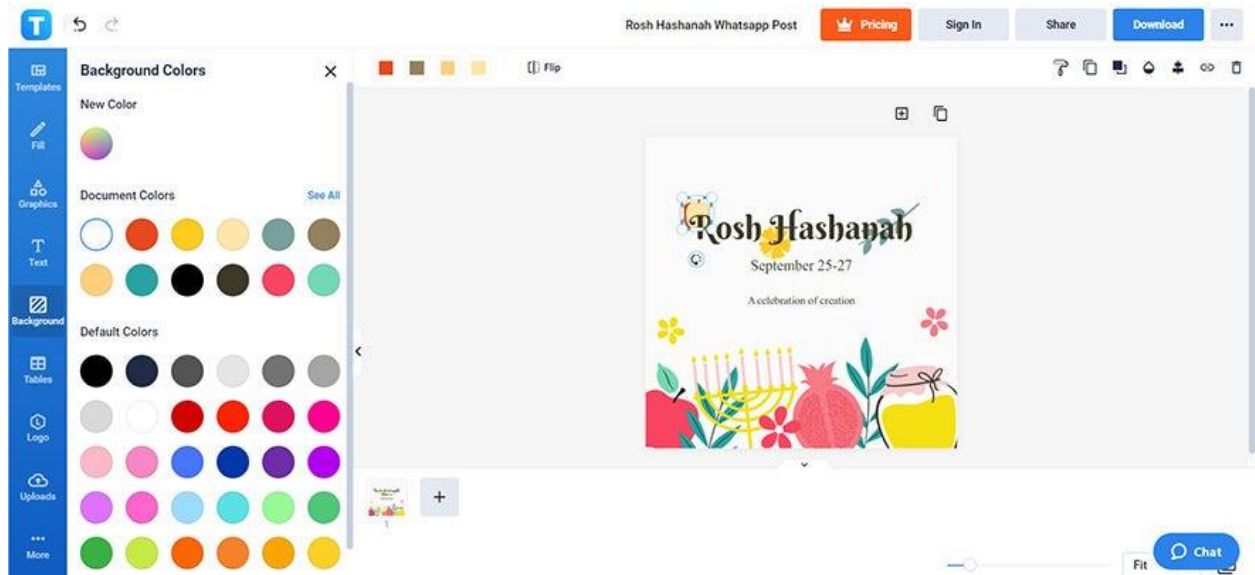 T
Rosh Hashanah Whatsapp Post
Pricing
Sign In
Share
Download
Templates
Fill
Graphics
T
Text
Background
Tables
Logo
Uploads
More
Background Colors
New Color
Document Colors
See All
Default Colors
Flip
Rosh Hashanah
September 25-27
A celebration of creation
1
Fit
Chat